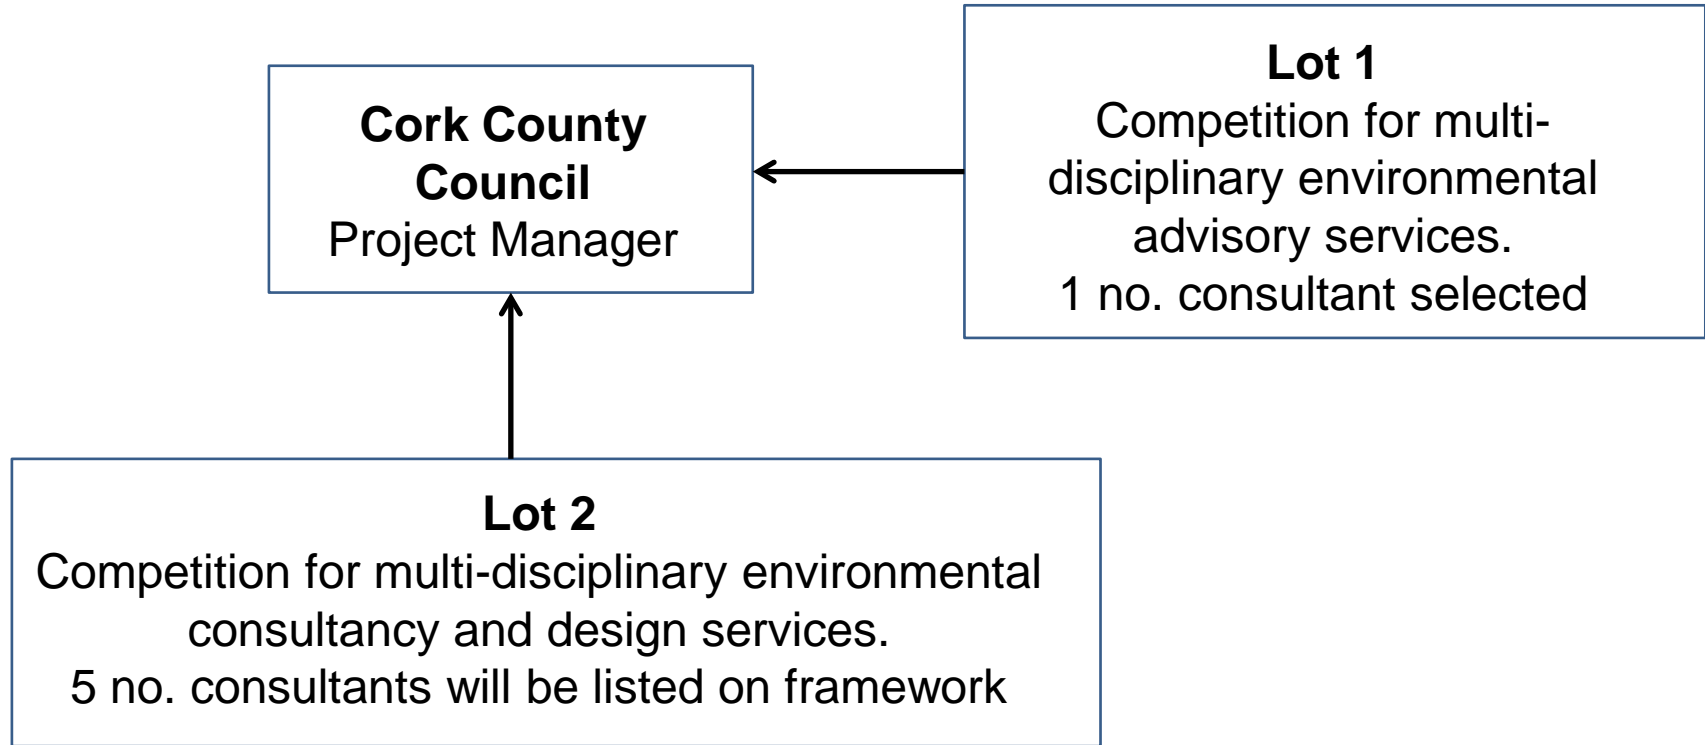 Cork County
Council
Project Manager
Lot 1
Competition for multi-
disciplinary environmental
advisory services.
1 no. consultant selected
Lot 2
Competition for multi-disciplinary environmental
consultancy and design services.
5 no. consultants will be listed on framework